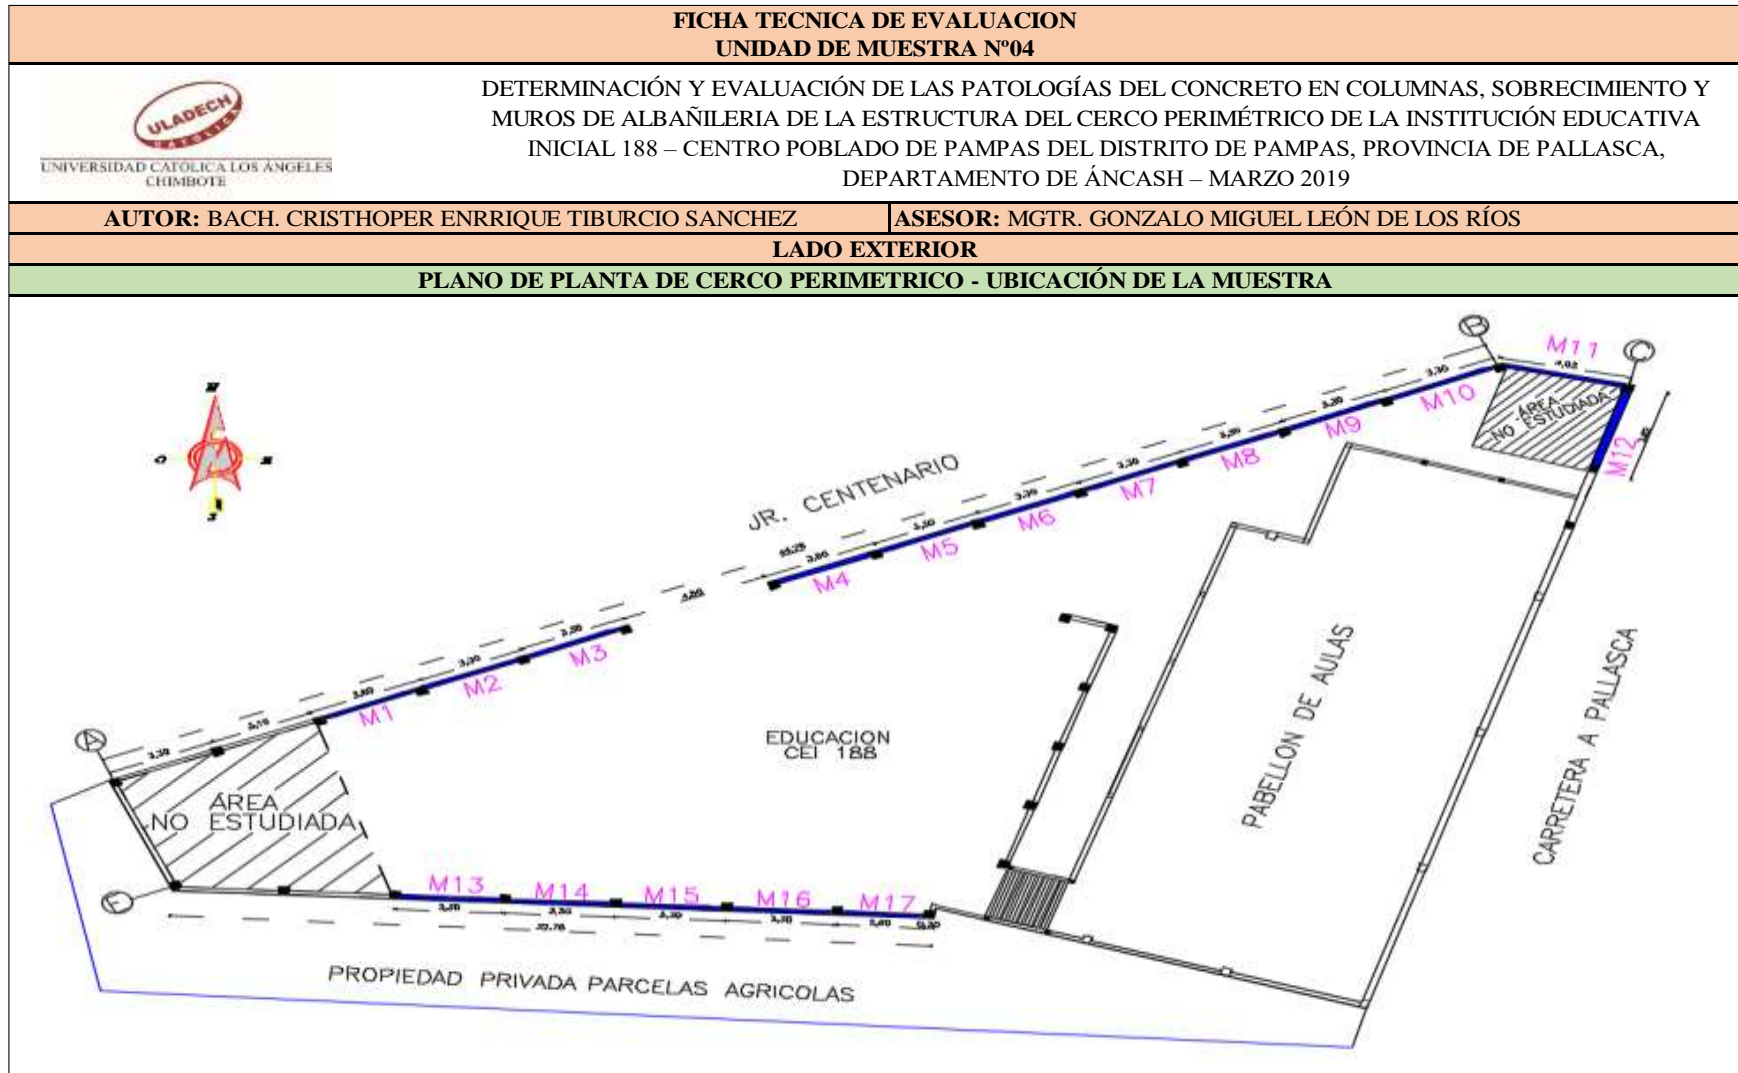 FICHA TECNICA DE EVALUACION
UNIDAD DE MUESTRA Nº04
ULADECH
CATOLICA
UNIVERSIDAD CATÓLICA LOS ÁNGELES
CHIMBOTE
DETERMINACIÓN Y EVALUACIÓN DE LAS PATOLOGÍAS DEL CONCRETO EN COLUMNAS, SOBRECIMIENTO Y
MUROS DE ALBAÑILERIA DE LA ESTRUCTURA DEL CERCO PERIMÉTRICO DE LA INSTITUCIÓN EDUCATIVA
INICIAL 188 – CENTRO POBLADO DE PAMPAS DEL DISTRITO DE PAMPAS, PROVINCIA DE PALLASCA,
DEPARTAMENTO DE ÁNCASH – MARZO 2019
AUTOR: BACH. CRISTHOPER ENRRIQUE TIBURCIO SANCHEZ
ASESOR: MGTR. GONZALO MIGUEL LEÓN DE LOS RÍOS
LADO EXTERIOR
PLANO DE PLANTA DE CERCO PERIMETRICO - UBICACIÓN DE LA MUESTRA
B
M11
C
M10
ÁREA
NO ESTUDIADA
M9
M12
M8
M7
JR. CENTENARIO
M6
M5
M4
M3
M2
M1
A
EDUCACION
CEI 188
PABELLON DE AULAS
CARRETERA A PALLASCA
ÁREA
NO ESTUDIADA
M13
M14
M15
M16
M17
PROPIEDAD PRIVADA PARCELAS AGRICOLAS